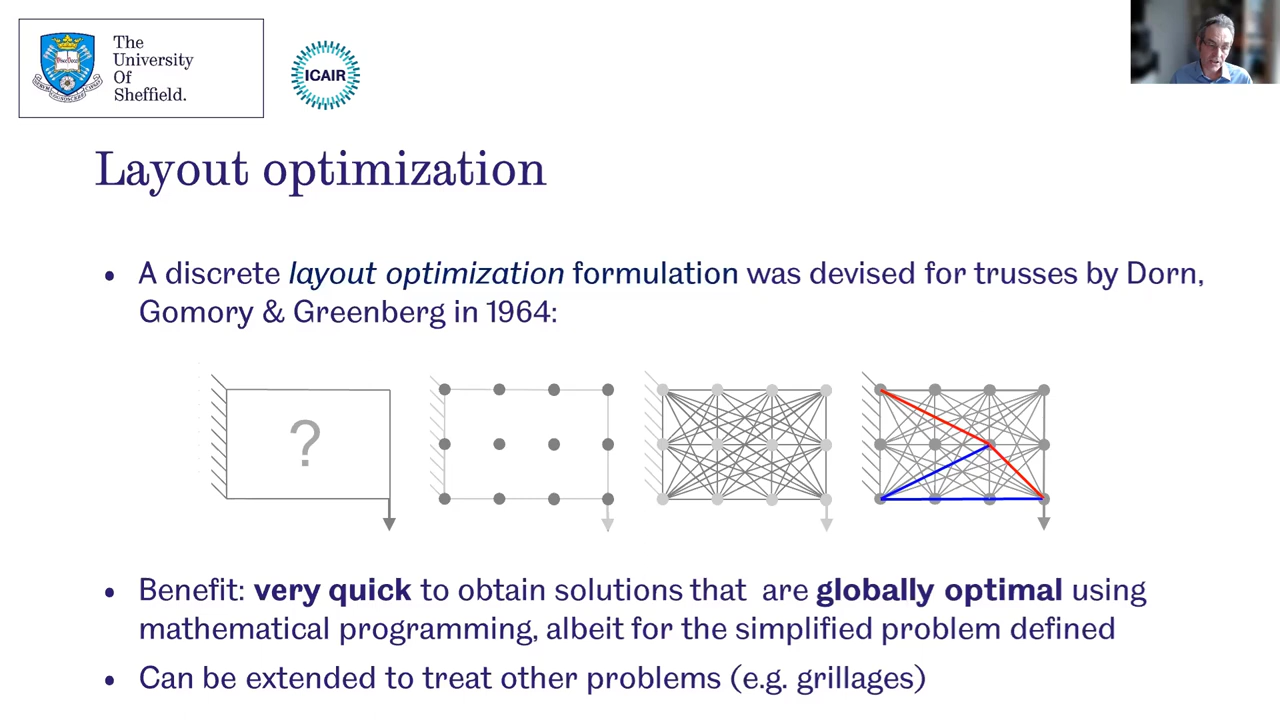 The
University
Of
Sheffield.
ICAIR
Layout optimization
• A discrete layout optimization formulation was devised for trusses by Dorn,
Gomory & Greenberg in 1964:
?
• Benefit: very quick to obtain solutions that are globally optimal using
mathematical programming, albeit for the simplified problem defined
• Can be extended to treat other problems (e.g. grillages)